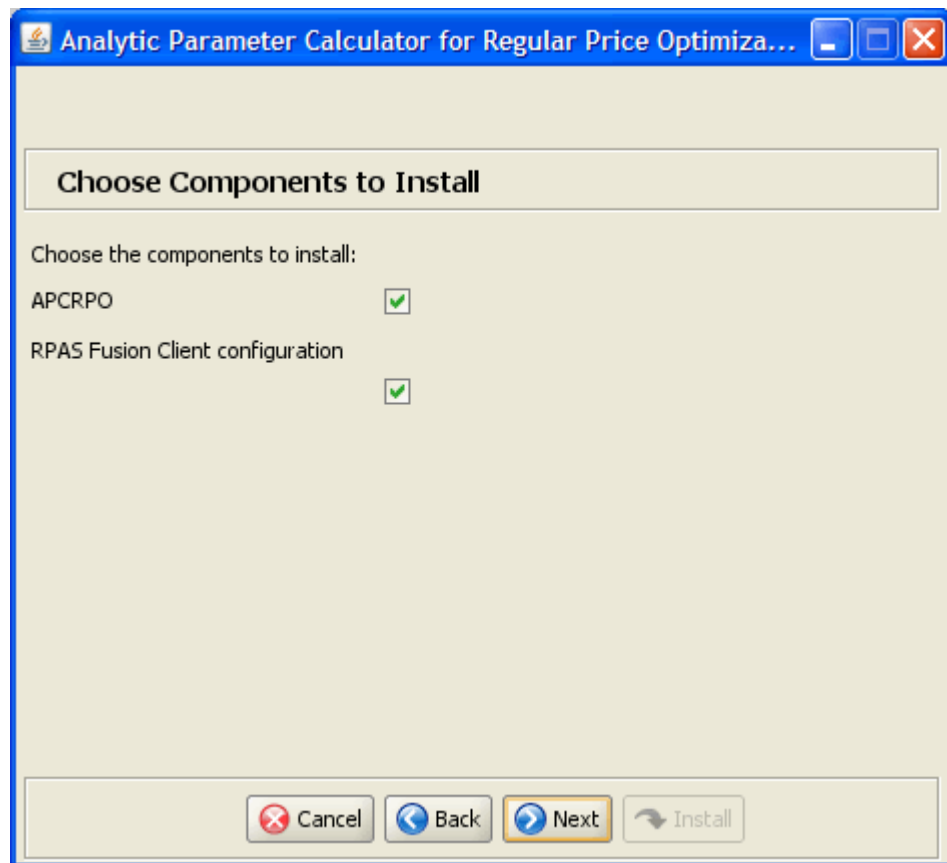 Analytic Parameter Calculator for Regular Price Optimiza...
Choose Components to Install
Choose the components to install:
APCRPO
RPAS Fusion Client configuration
Cancel Back Next Install